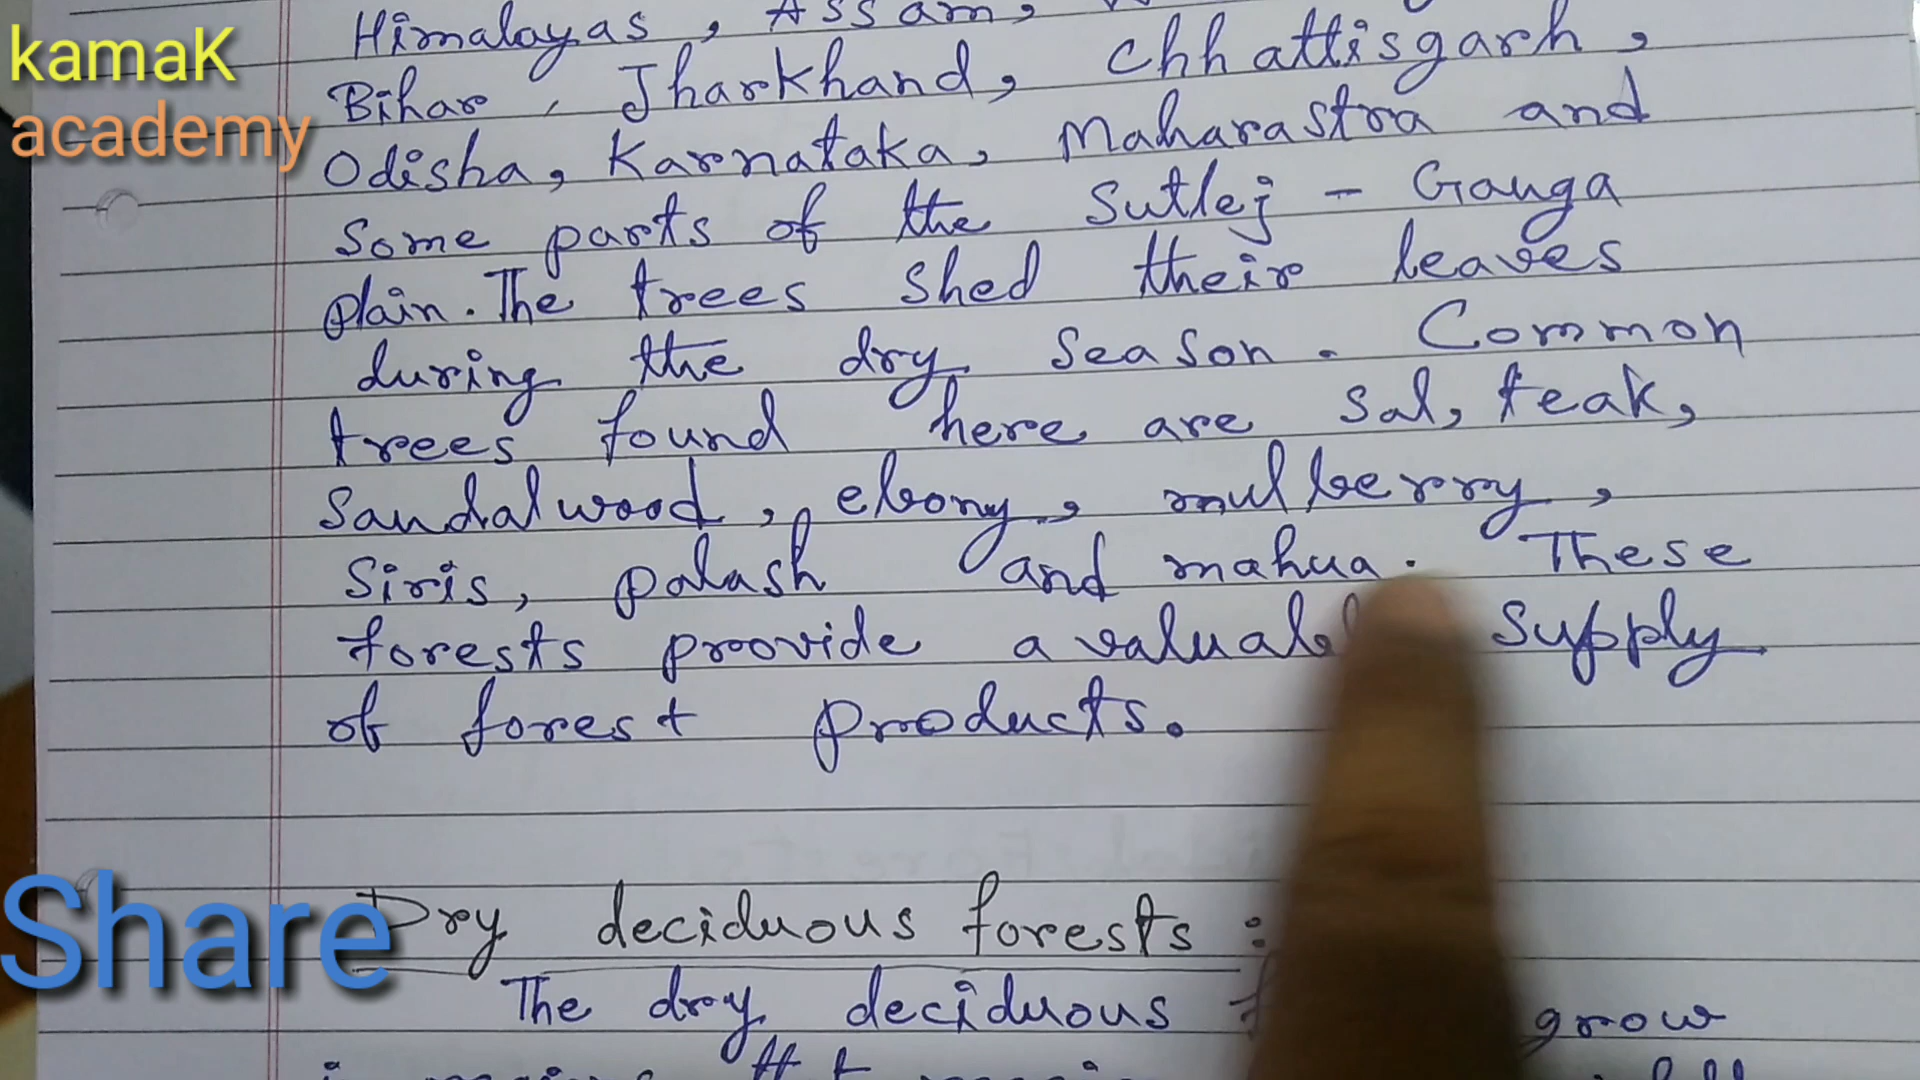 kamaK
academy
Himalayas, Assam,
Bihar, Jharkhand, Chhattisgarh,
Odisha, Karnataka, Maharastra and
Some parts of the Sutlej - Ganga
plain. The trees shed their leaves
during the dry season. Common
trees found here are Sal, teak,
Sandalwood, ebony, mulberry,
Siris, palash and mahua. These
forests provide a supply
of forest products.
Share
Dry deciduous forests:
The dry deciduous grow